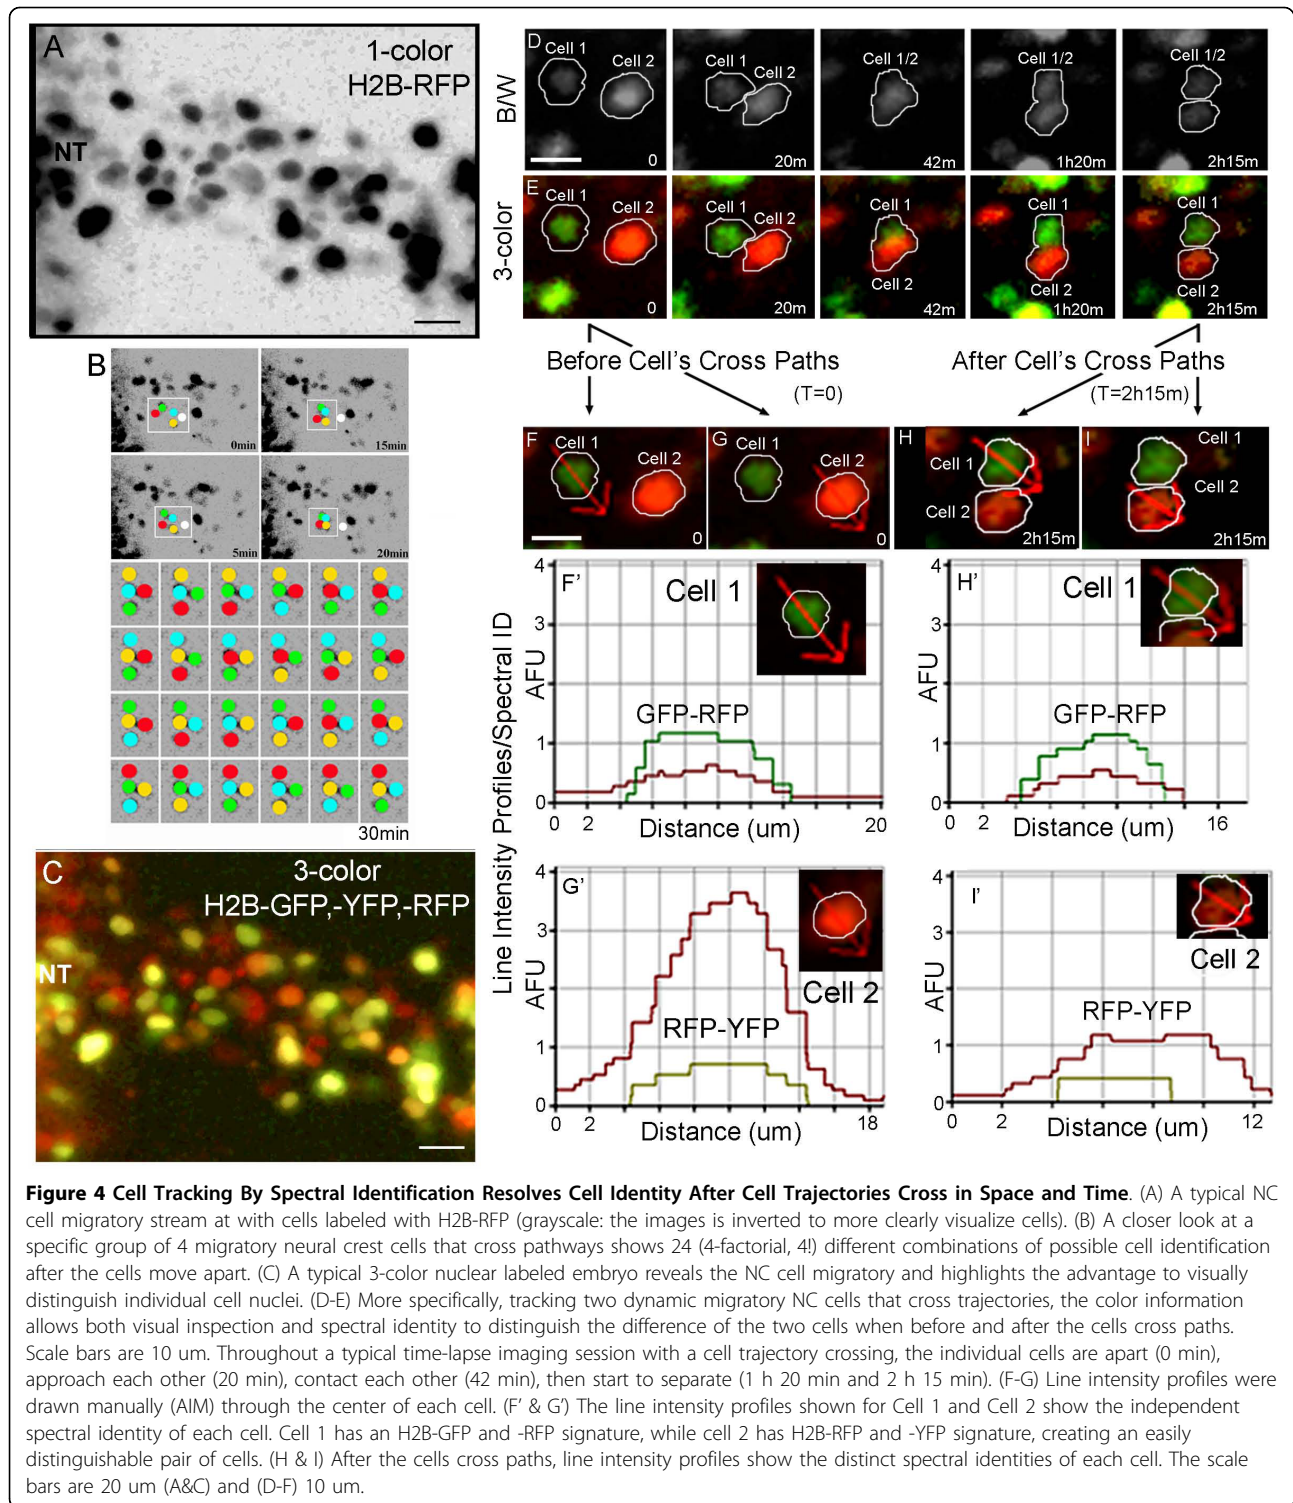 A
1-color
H2B-RFP
NT
B
0min
15min
5min
20min
30min
C
3-color
H2B-GFP,-YFP,-RFP
NT
B/W
D
Cell 1
Cell 2
0
Cell 1
Cell 2
20m
Cell 1/2
42m
Cell 1/2
1h20m
Cell 1/2
2h15m
3-color
E
Cell 1
Cell 2
0
Cell 1
Cell 2
20m
Cell 1
Cell 2
42m
Cell 1
Cell 2
1h20m
Cell 1
Cell 2
2h15m
Before Cell's Cross Paths
(T=0)
After Cell's Cross Paths
(T=2h15m)
F
Cell 1
Cell 2
0
G
Cell 1
Cell 2
0
H
Cell 1
Cell 2
2h15m
I
Cell 1
Cell 2
2h15m
Line Intensity Profiles/Spectral ID
F'
Cell 1
AFU
4
3
1
0
GFP-RFP
0 2 20
Distance (um)
H'
Cell 1
AFU
4
3
1
0
GFP-RFP
0 2 16
Distance (um)
G'
Cell 2
AFU
4
3
1
0
RFP-YFP
0 2 18
Distance (um)
I'
Cell 2
AFU
4
3
1
0
RFP-YFP
0 2 12
Distance (um)
Figure 4 Cell Tracking By Spectral Identification Resolves Cell Identity After Cell Trajectories Cross in Space and Time. (A) A typical NC
cell migratory stream at with cells labeled with H2B-RFP (grayscale: the images is inverted to more clearly visualize cells). (B) A closer look at a
specific group of 4 migratory neural crest cells that cross pathways shows 24 (4-factorial, 4!) different combinations of possible cell identification
after the cells move apart. (C) A typical 3-color nuclear labeled embryo reveals the NC cell migratory and highlights the advantage to visually
distinguish individual cell nuclei. (D-E) More specifically, tracking two dynamic migratory NC cells that cross trajectories, the color information
allows both visual inspection and spectral identity to distinguish the difference of the two cells when before and after the cells cross paths.
Scale bars are 10 um. Throughout a typical time-lapse imaging session with a cell trajectory crossing, the individual cells are apart (0 min),
approach each other (20 min), contact each other (42 min), then start to separate (1 h 20 min and 2 h 15 min). (F-G) Line intensity profiles were
drawn manually (AIM) through the center of each cell. (F' & G') The line intensity profiles shown for Cell 1 and Cell 2 show the independent
spectral identity of each cell. Cell 1 has an H2B-GFP and -RFP signature, while cell 2 has H2B-RFP and -YFP signature, creating an easily
distinguishable pair of cells. (H & I) After the cells cross paths, line intensity profiles show the distinct spectral identities of each cell. The scale
bars are 20 um (A&C) and (D-F) 10 um.